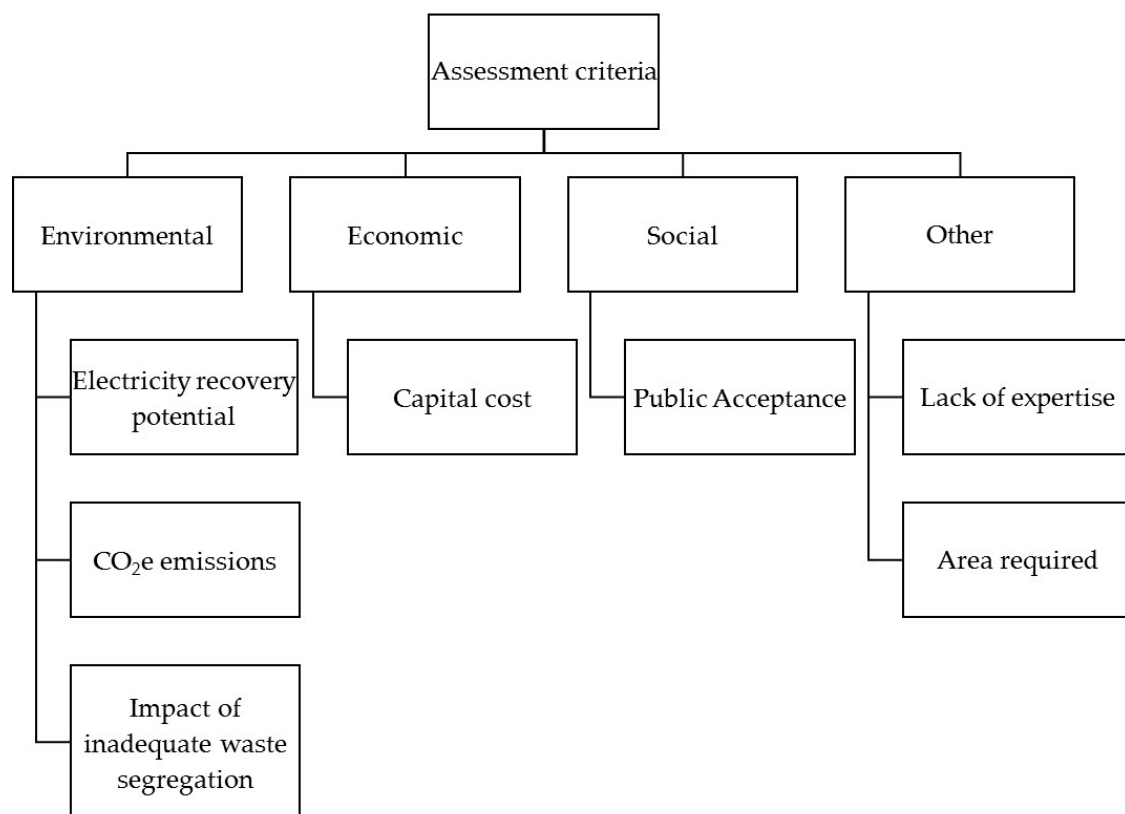 Assessment criteria
Environmental
Economic
Social
Other
Electricity recovery
potential
Capital cost
Public Acceptance
Lack of expertise
CO₂e emissions
Area required
Impact of
inadequate waste
segregation